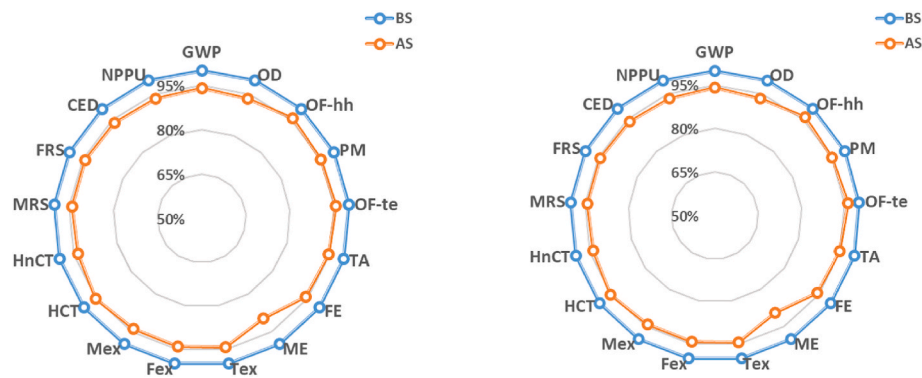 BS
AS
GWP
OD
OF-hh
PM
OF-te
TA
FE
ME
Tex
Fex
Mex
HCT
HnCT
MRS
FRS
CED
NPPU
95%
80%
65%
50%
BS
AS
GWP
OD
OF-hh
PM
OF-te
TA
FE
ME
Tex
Fex
Mex
HCT
HnCT
MRS
FRS
CED
NPPU
95%
80%
65%
50%